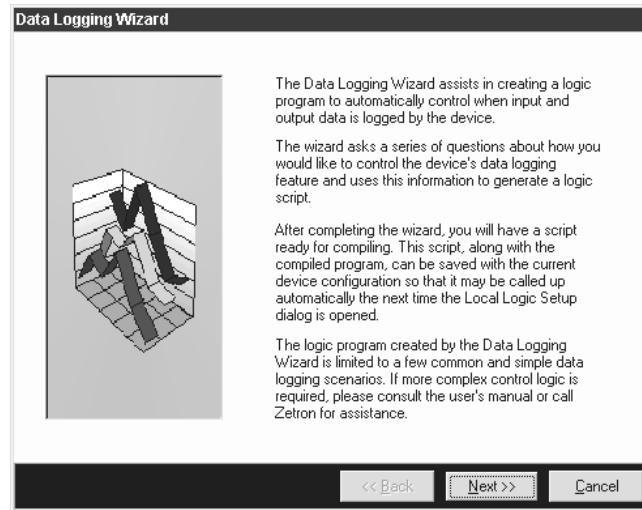 Data Logging Wizard
The Data Logging Wizard assists in creating a logic
program to automatically control when input and
output data is logged by the device.
The wizard asks a series of questions about how you
would like to control the device's data logging
feature and uses this information to generate a logic
script.
After completing the wizard, you will have a script
ready for compiling. This script, along with the
compiled program, can be saved with the current
device configuration so that it may be called up
automatically the next time the Local Logic Setup
dialog is opened.
The logic program created by the Data Logging
Wizard is limited to a few common and simple data
logging scenarios. If more complex control logic is
required, please consult the user's manual or call
Zetron for assistance.
<< Back Next >> Cancel